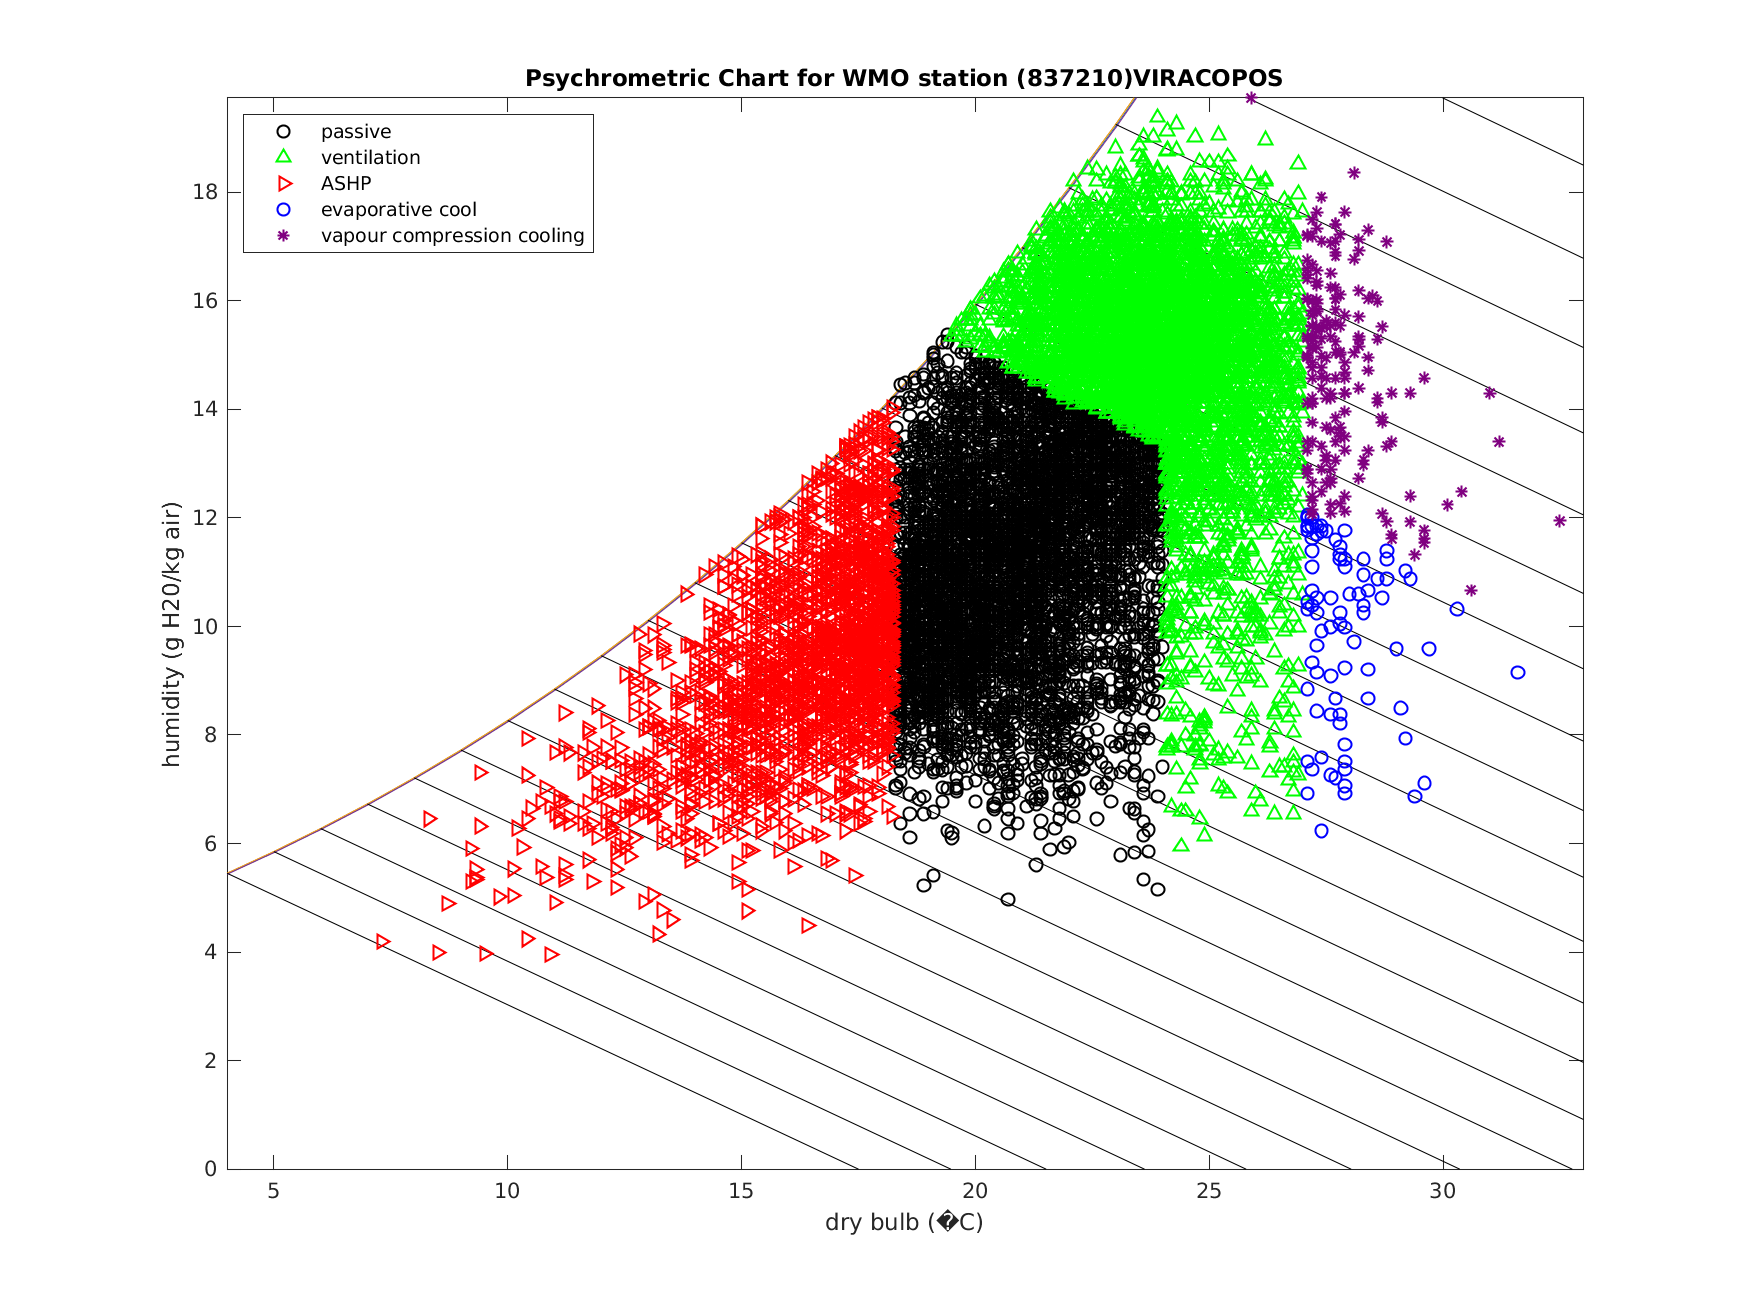 Psychrometric Chart for WMO station (837210)VIRACOPOS
passive
ventilation
ASHP
evaporative cool
vapour compression cooling
humidity (g H20/kg air)
18
16
14
12
10
8
6
4
2
0
5 10 15 20 25 30
dry bulb (�C)